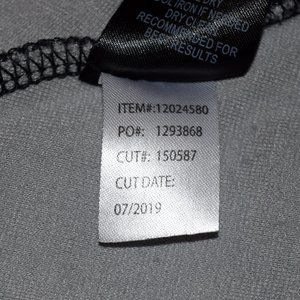 DRY CLEAN
RECOMMENDED FOR
BEST RESULTS
ITEM#:12024580
PO#: 1293868
CUT#: 150587
CUT DATE:
07/2019